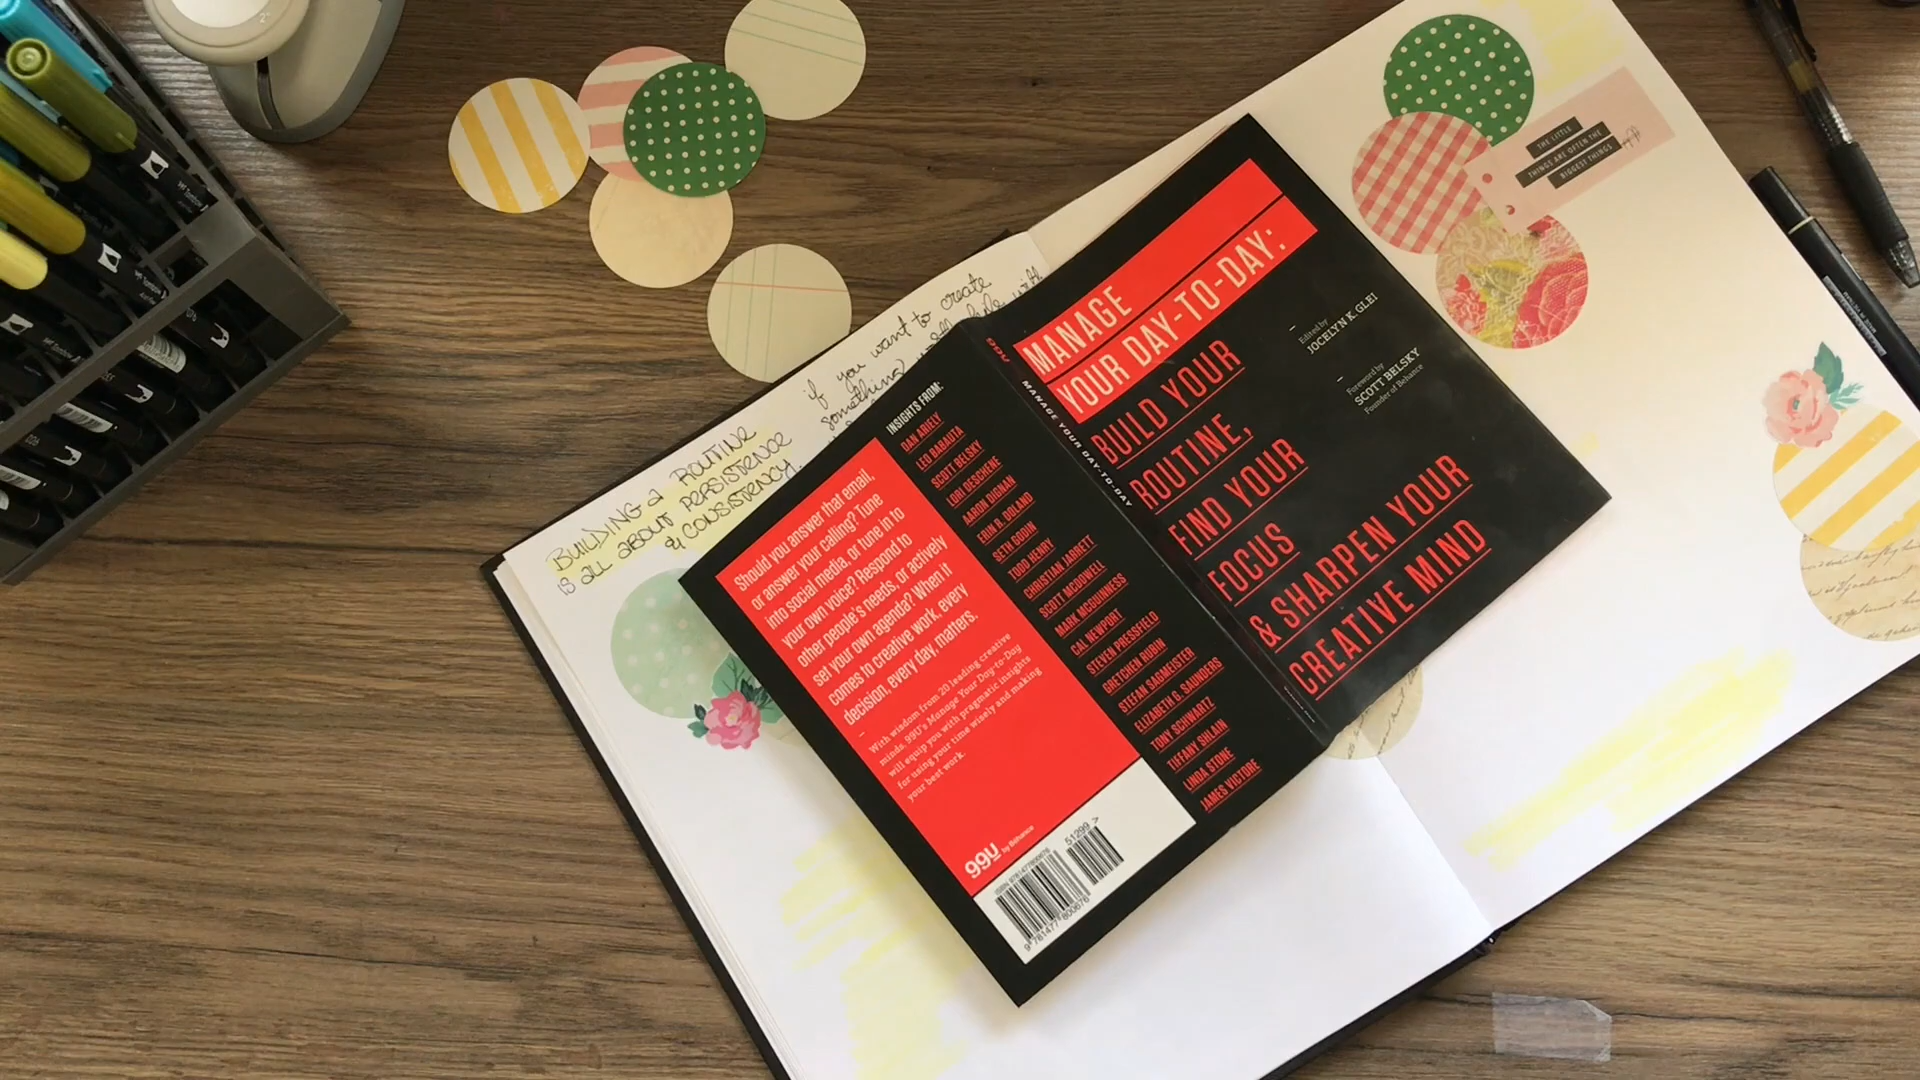 BUILDING A ROUTINE
IS ALL ABOUT PERSISTENCE
& CONSISTENCY.
if you want to create
something
INSIGHTS FROM:
DAN ARIELY
LEO BABAUTA
SCOTT BELSKY
LORI DESCHENE
AARON DIGNAN
ERIN R. DOLAND
SETH GODIN
TODD HENRY
CHRISTIAN JARRETT
SCOTT MCDOWELL
MARK MCGUINNESS
CAL NEWPORT
STEVEN PRESSFIELD
GRETCHEN RUBIN
STEFAN SAGMEISTER
ELIZABETH G. SAUNDERS
TONY SCHWARTZ
TIFFANY SHLAIN
LINDA STONE
JAMES VICTORE
Should you answer that email,
or answer your calling? Tune
into social media, or tune in to
your own voice? Respond to
other people's needs, or actively
set your own agenda? When it
comes to creative work, every
decision, every day, matters.
With wisdom from 20 leading creative
minds, 99U's Manage Your Day-to-Day
will equip you with pragmatic insights
for using your time wisely and making
your best work.
99U by Behance
ISBN 9781477800676
51299 >
9 781477 800676
99U
MANAGE YOUR DAY-TO-DAY
MANAGE
YOUR DAY-TO-DAY:
BUILD YOUR
ROUTINE,
FIND YOUR
FOCUS
& SHARPEN YOUR
CREATIVE MIND
Edited by
JOCELYN K. GLEI
Foreword by
SCOTT BELSKY
Founder of Behance
THE LITTLE
THINGS ARE OFTEN THE
BIGGEST THINGS